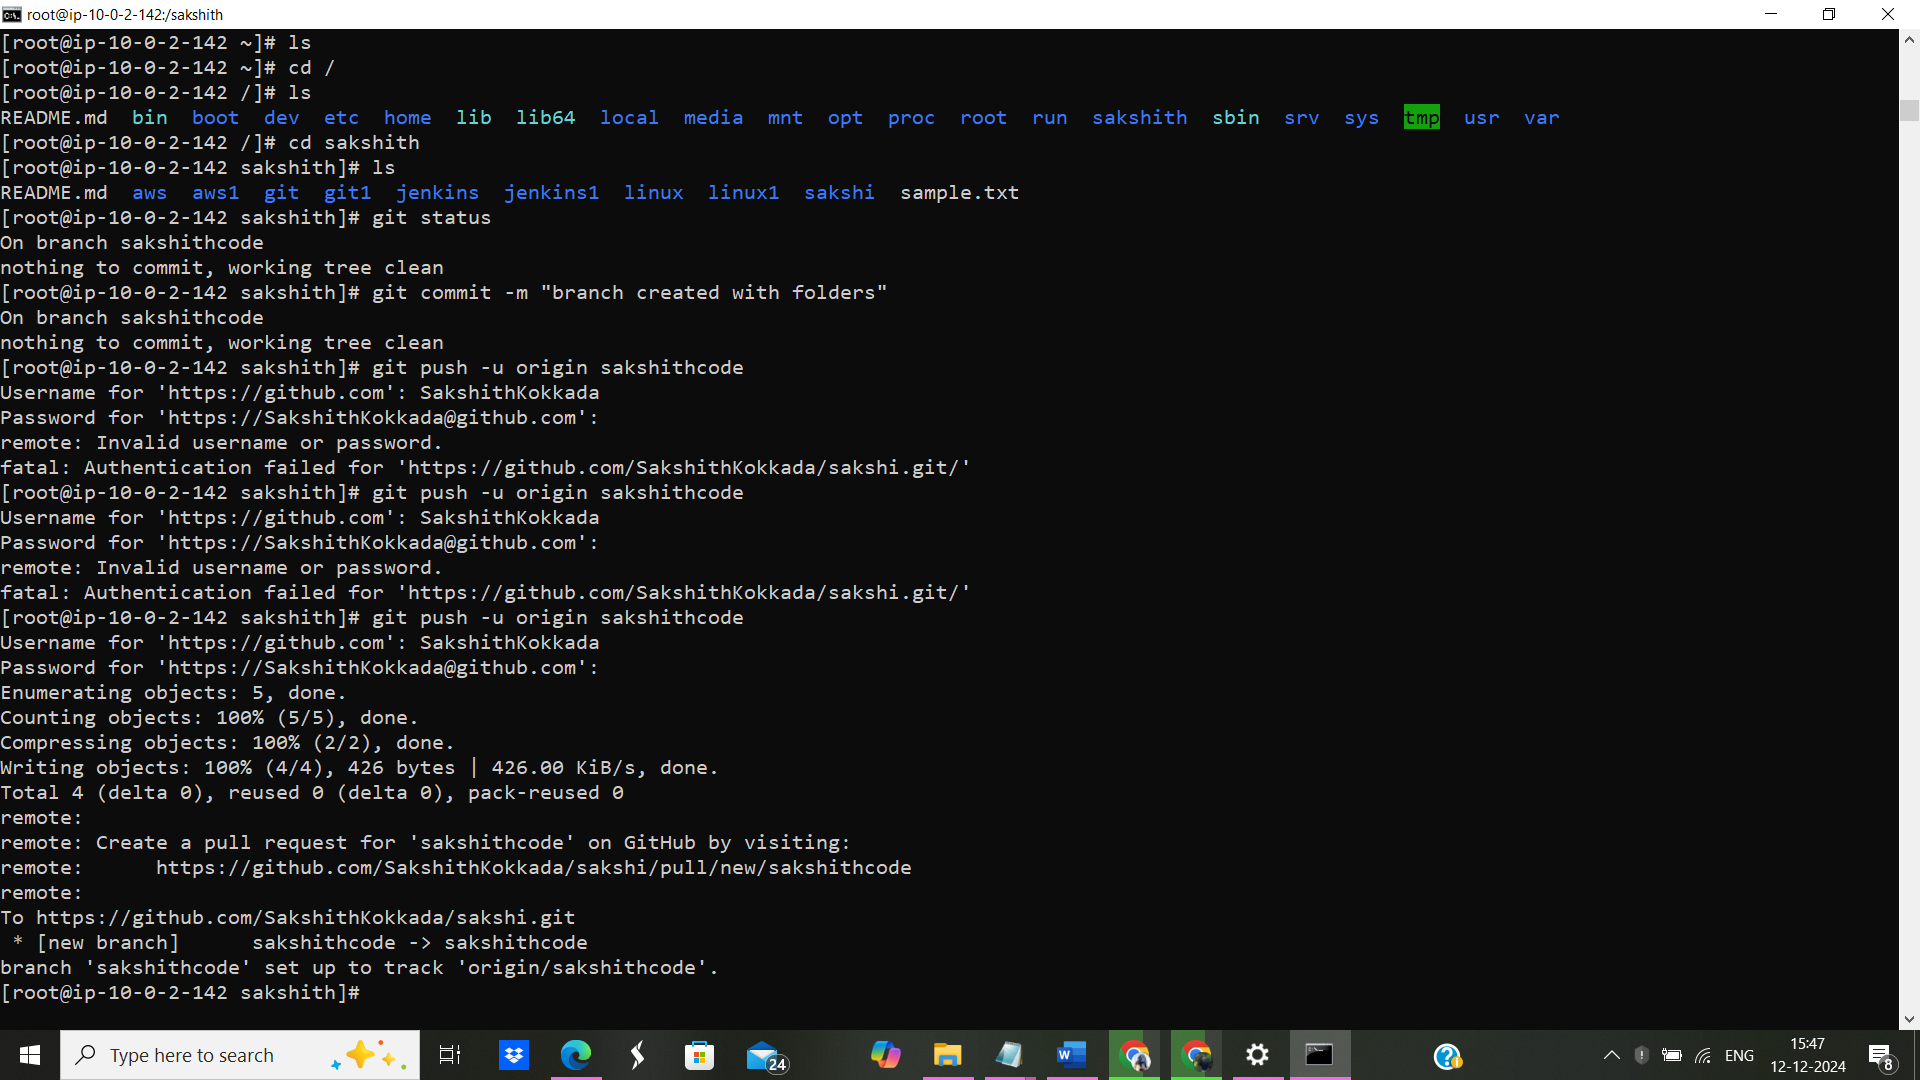 root@ip-10-0-2-142:/sakshith
[root@ip-10-0-2-142 ~]# ls
[root@ip-10-0-2-142 ~]# cd /
[root@ip-10-0-2-142 /]# ls
README.md  bin  boot  dev  etc  home  lib  lib64  local  media  mnt  opt  proc  root  run  sakshith  sbin  srv  sys  tmp  usr  var
[root@ip-10-0-2-142 /]# cd sakshith
[root@ip-10-0-2-142 sakshith]# ls
README.md  aws  aws1  git  git1  jenkins  jenkins1  linux  linux1  sakshi  sample.txt
[root@ip-10-0-2-142 sakshith]# git status
On branch sakshithcode
nothing to commit, working tree clean
[root@ip-10-0-2-142 sakshith]# git commit -m "branch created with folders"
On branch sakshithcode
nothing to commit, working tree clean
[root@ip-10-0-2-142 sakshith]# git push -u origin sakshithcode
Username for 'https://github.com': SakshithKokkada
Password for 'https://SakshithKokkada@github.com':
remote: Invalid username or password.
fatal: Authentication failed for 'https://github.com/SakshithKokkada/sakshi.git/'
[root@ip-10-0-2-142 sakshith]# git push -u origin sakshithcode
Username for 'https://github.com': SakshithKokkada
Password for 'https://SakshithKokkada@github.com':
remote: Invalid username or password.
fatal: Authentication failed for 'https://github.com/SakshithKokkada/sakshi.git/'
[root@ip-10-0-2-142 sakshith]# git push -u origin sakshithcode
Username for 'https://github.com': SakshithKokkada
Password for 'https://SakshithKokkada@github.com':
Enumerating objects: 5, done.
Counting objects: 100% (5/5), done.
Compressing objects: 100% (2/2), done.
Writing objects: 100% (4/4), 426 bytes | 426.00 KiB/s, done.
Total 4 (delta 0), reused 0 (delta 0), pack-reused 0
remote:
remote: Create a pull request for 'sakshithcode' on GitHub by visiting:
remote:      https://github.com/SakshithKokkada/sakshi/pull/new/sakshithcode
remote:
To https://github.com/SakshithKokkada/sakshi.git
 * [new branch]      sakshithcode -> sakshithcode
branch 'sakshithcode' set up to track 'origin/sakshithcode'.
[root@ip-10-0-2-142 sakshith]#
Type here to search
24
ENG
15:47
12-12-2024
8